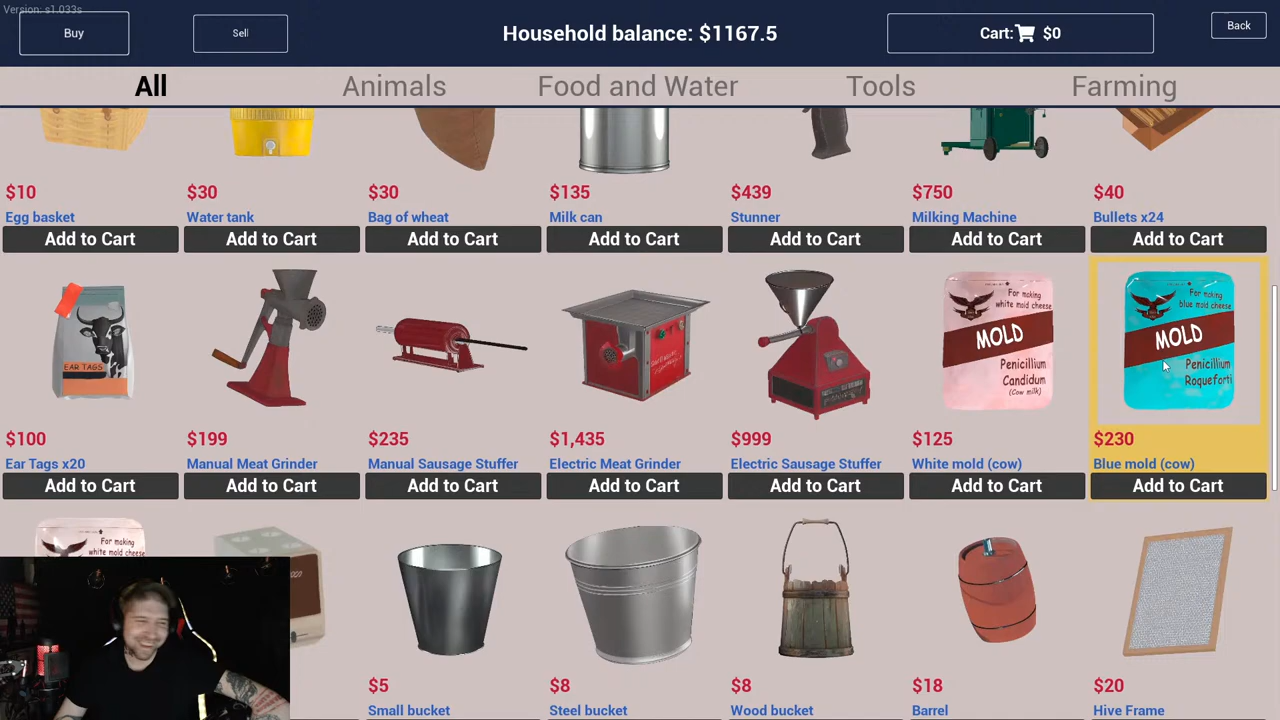 Version: s1.033s
Buy
Sell
Household balance: $1167.5
Cart: $0
Back
All
Animals
Food and Water
Tools
Farming
$10
$30
$30
$135
$439
$750
$40
Egg basket
Water tank
Bag of wheat
Milk can
Stunner
Milking Machine
Bullets x24
Add to Cart
Add to Cart
Add to Cart
Add to Cart
Add to Cart
Add to Cart
Add to Cart
EAR TAGS
For making
white mold cheese
MOLD
Penicillium
Candidum
(Cow milk)
For making
blue mold cheese
MOLD
Penicillium
Roqueforti
$100
$199
$235
$1,435
$999
$125
$230
Ear Tags x20
Manual Meat Grinder
Manual Sausage Stuffer
Electric Meat Grinder
Electric Sausage Stuffer
White mold (cow)
Blue mold (cow)
Add to Cart
Add to Cart
Add to Cart
Add to Cart
Add to Cart
Add to Cart
Add to Cart
For making
white mold cheese
$5
$8
$8
$18
$20
Small bucket
Steel bucket
Wood bucket
Barrel
Hive Frame